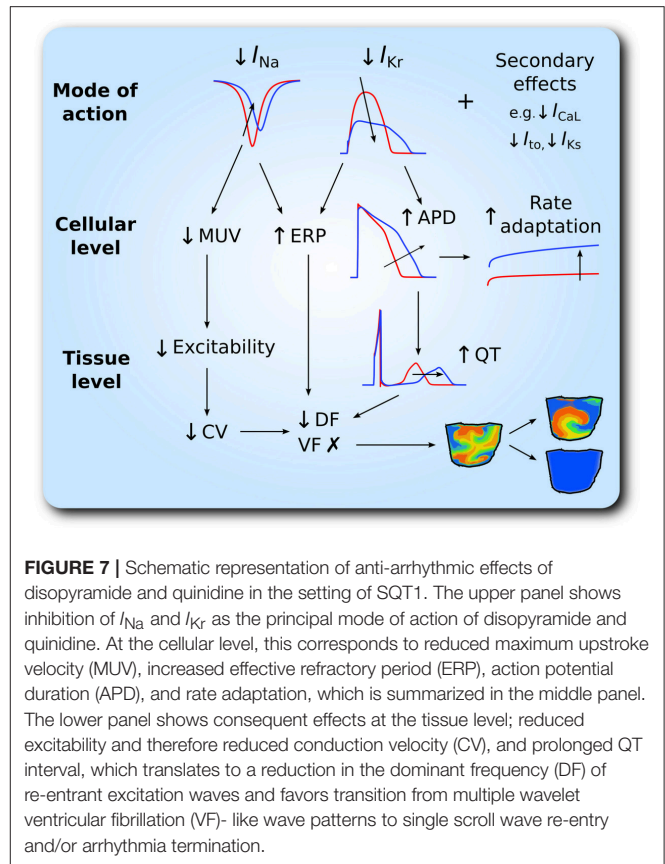 ↓ I_Na
↓ I_Kr
Secondary
effects
e.g. ↓ I_CaL
↓ I_to, ↓ I_Ks
+
Mode of
action
Cellular
level
↓ MUV
↑ ERP
↑ APD
↑ Rate
adaptation
Tissue
level
↓ Excitability
↑ QT
↓ CV
↓ DF
VF ✗
FIGURE 7 | Schematic representation of anti-arrhythmic effects of
disopyramide and quinidine in the setting of SQT1. The upper panel shows
inhibition of I_Na and I_Kr as the principal mode of action of disopyramide and
quinidine. At the cellular level, this corresponds to reduced maximum upstroke
velocity (MUV), increased effective refractory period (ERP), action potential
duration (APD), and rate adaptation, which is summarized in the middle panel.
The lower panel shows consequent effects at the tissue level; reduced
excitability and therefore reduced conduction velocity (CV), and prolonged QT
interval, which translates to a reduction in the dominant frequency (DF) of
re-entrant excitation waves and favors transition from multiple wavelet
ventricular fibrillation (VF)- like wave patterns to single scroll wave re-entry
and/or arrhythmia termination.